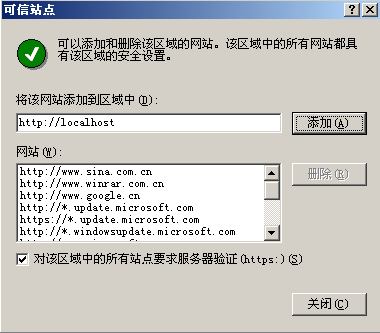 可信站点
可以添加和删除该区域的网站。该区域中的所有网站都具
有该区域的安全设置。
将该网站添加到区域中(D):
http://localhost
添加(A)
网站(W):
http://www.sina.com.cn
http://www.winrar.com.cn
http://www.google.cn
http://*.update.microsoft.com
https://*.update.microsoft.com
http://*.windowsupdate.microsoft.com
删除(R)
对该区域中的所有站点要求服务器验证(https:)(S)
关闭(C)